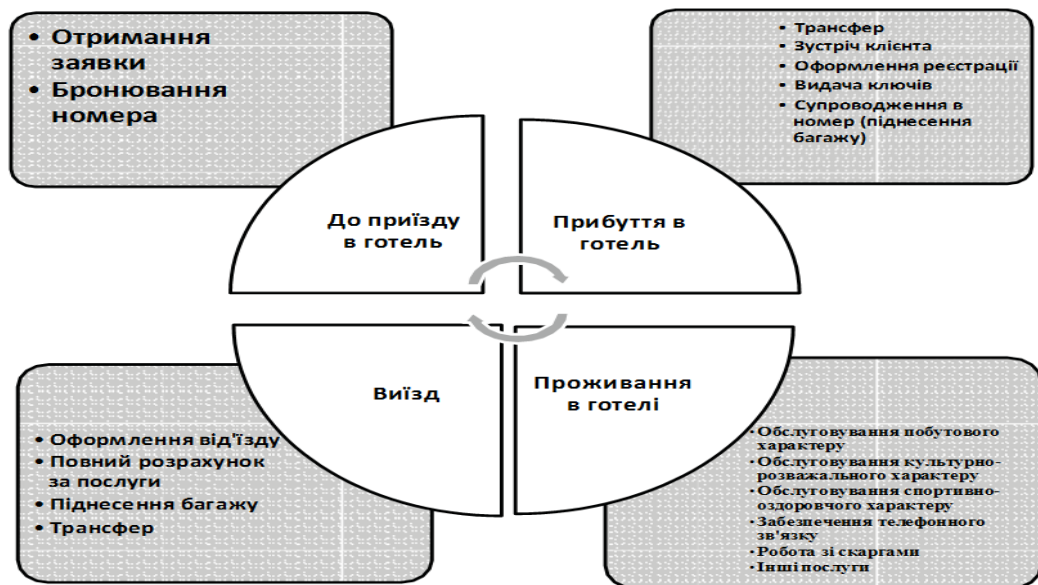 • Отримання
заявки
• Бронювання
номера
• Трансфер
• Зустріч клієнта
• Оформлення реєстрації
• Видача ключів
• Супроводження в
номер (піднесення
багажу)
До приїзду
в готель
Прибуття в
готель
Виїзд
Проживання
в готелі
• Оформлення від'їзду
• Повний розрахунок
за послуги
• Піднесення багажу
• Трансфер
• Обслуговування побутового
характеру
• Обслуговування культурно-
розважального характеру
• Обслуговування спортивно-
оздоровчого характеру
• Забезпечення телефонного
зв'язку
• Робота зі скаргами
• Інші послуги